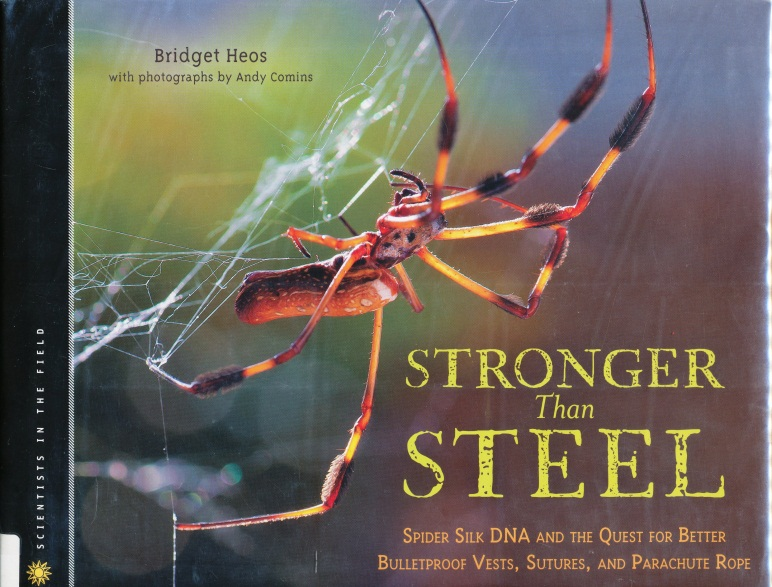 Bridget Heos
with photographs by Andy Comins
STRONGER
Than
STEEL
SPIDER SILK DNA AND THE QUEST FOR BETTER
BULLETPROOF VESTS, SUTURES, AND PARACHUTE ROPE
SCIENTISTS IN THE FIELD